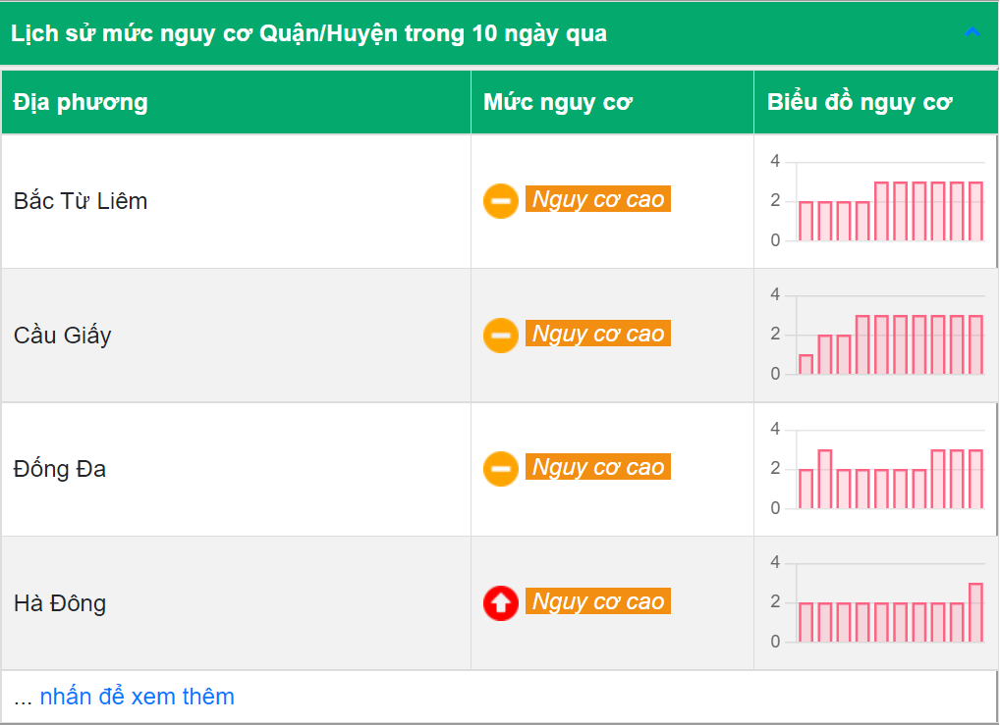 Lịch sử mức nguy cơ Quận/Huyện trong 10 ngày qua
Địa phương Mức nguy cơ Biểu đồ nguy cơ
Bắc Từ Liêm Nguy cơ cao
4
2
0
Cầu Giấy Nguy cơ cao
4
2
0
Đống Đa Nguy cơ cao
4
2
0
Hà Đông Nguy cơ cao
4
2
0
... nhấn để xem thêm